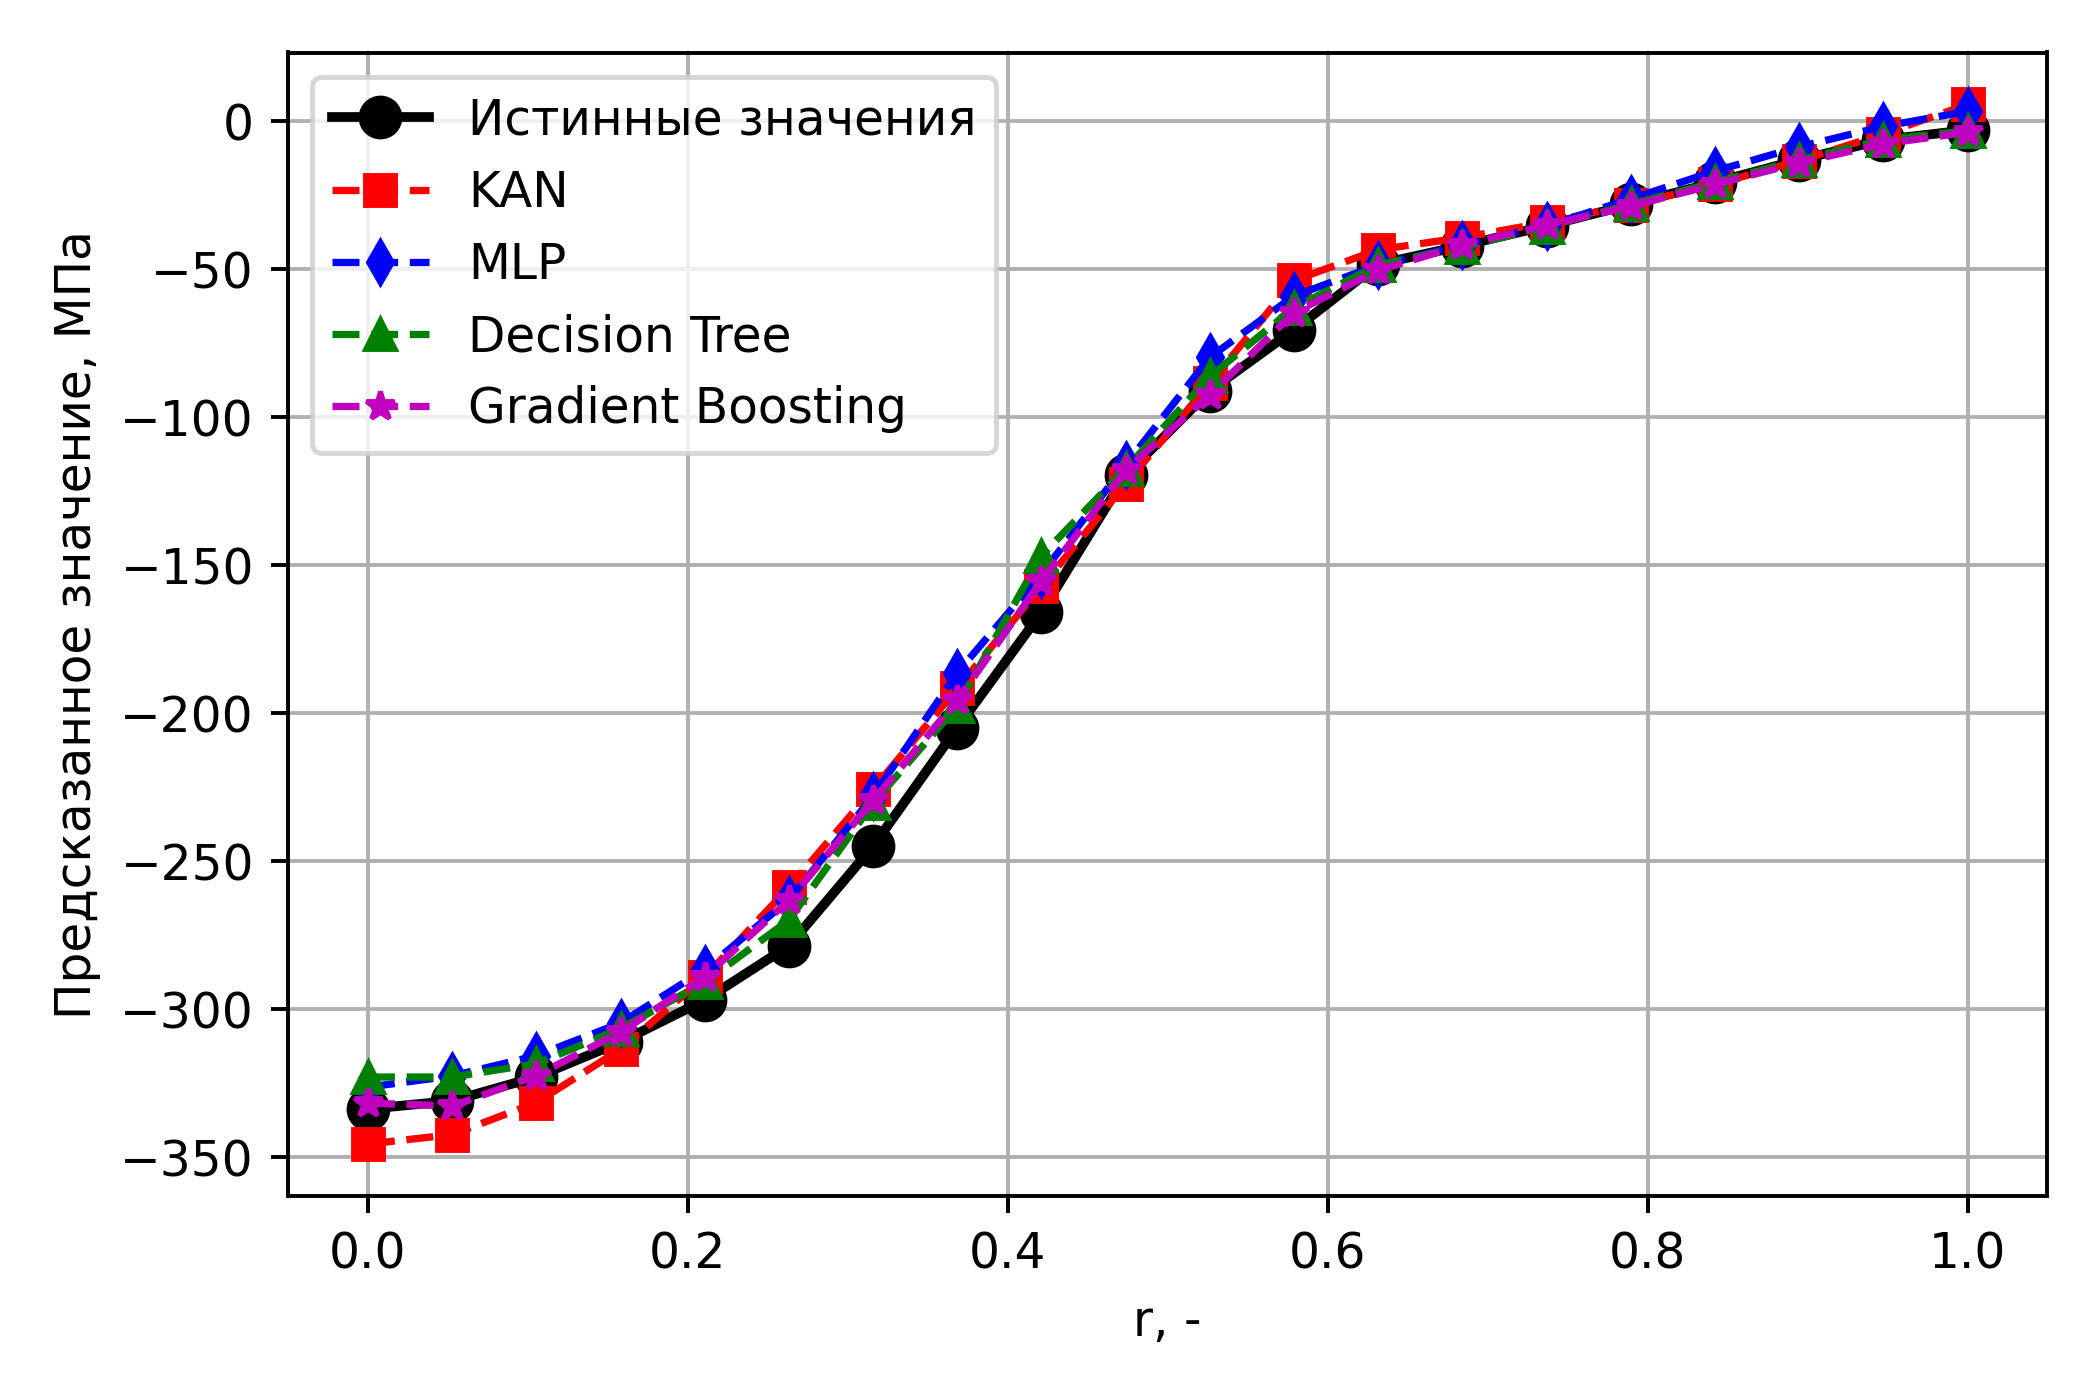 Истинные значения
KAN
MLP
Decision Tree
Gradient Boosting
Предсказанное значение, МПа
0
−50
−100
−150
−200
−250
−300
−350
0.0 0.2 0.4 0.6 0.8 1.0
r, -